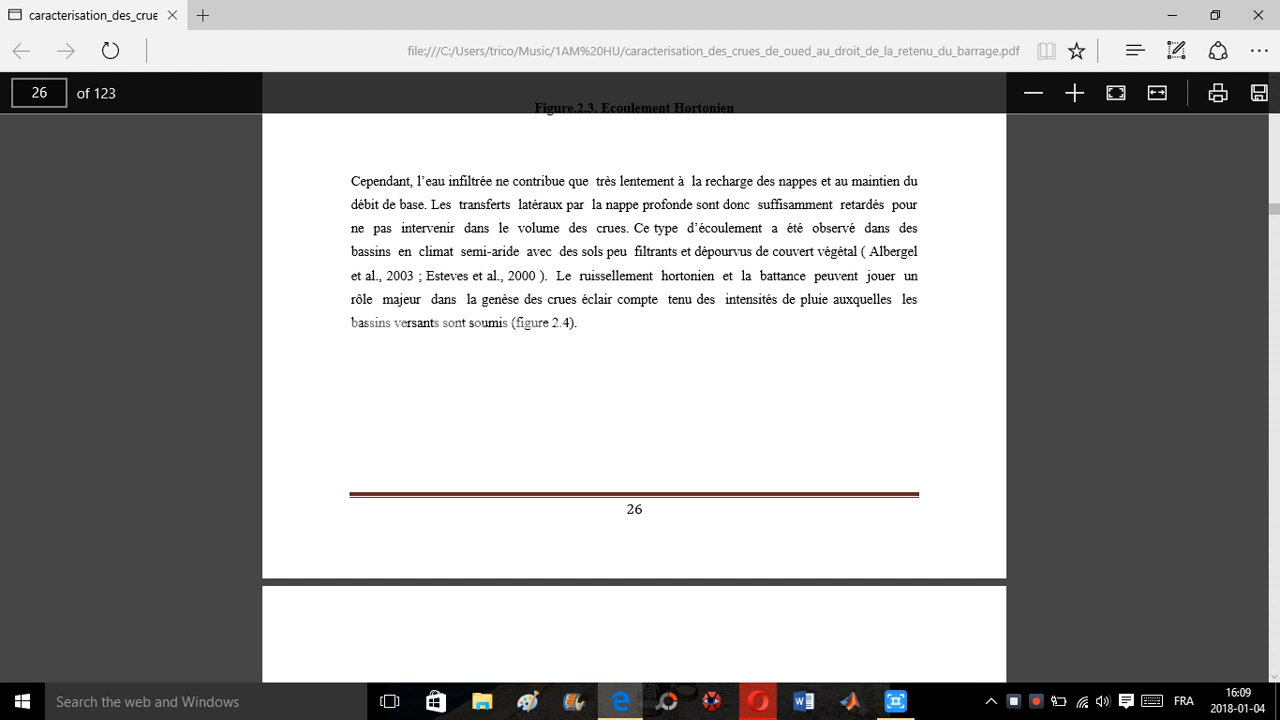 caracterisation_des_crue
file:///C:/Users/trico/Music/1AM%20HU/caracterisation_des_crues_de_oued_au_droit_de_la_retenu_du_barrage.pdf
26 of 123
Figure.2.3. Ecoulement Hortonien
Cependant, l’eau infiltrée ne contribue que très lentement à la recharge des nappes et au maintien du
débit de base. Les transferts latéraux par la nappe profonde sont donc suffisamment retardés pour
ne pas intervenir dans le volume des crues. Ce type d’écoulement a été observé dans des
bassins en climat semi-aride avec des sols peu filtrants et dépourvus de couvert végétal ( Albergel
et al., 2003 ; Esteves et al., 2000 ). Le ruissellement hortonien et la battance peuvent jouer un
rôle majeur dans la genèse des crues éclair compte tenu des intensités de pluie auxquelles les
bassins versants sont soumis (figure 2.4).
26
Search the web and Windows
FRA
16:09
2018-01-04